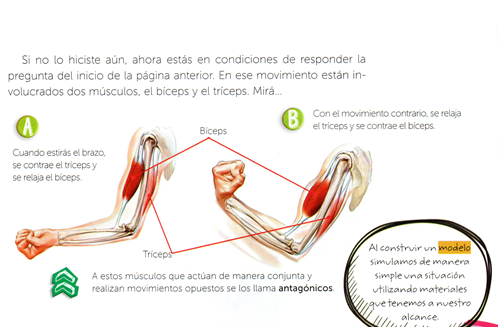 Si no lo hiciste aún, ahora estás en condiciones de responder la
pregunta del inicio de la página anterior. En ese movimiento están in-
volucrados dos músculos, el bíceps y el tríceps. Mirá...
A
Cuando estirás el brazo,
se contrae el tríceps y
se relaja el bíceps.
Bíceps
B
Con el movimiento contrario, se relaja
el tríceps y se contrae el bíceps.
Tríceps
A estos músculos que actúan de manera conjunta y
realizan movimientos opuestos se los llama antagónicos.
Al construir un modelo
simulamos de manera
simple una situación
utilizando materiales
que tenemos a nuestro
alcance.